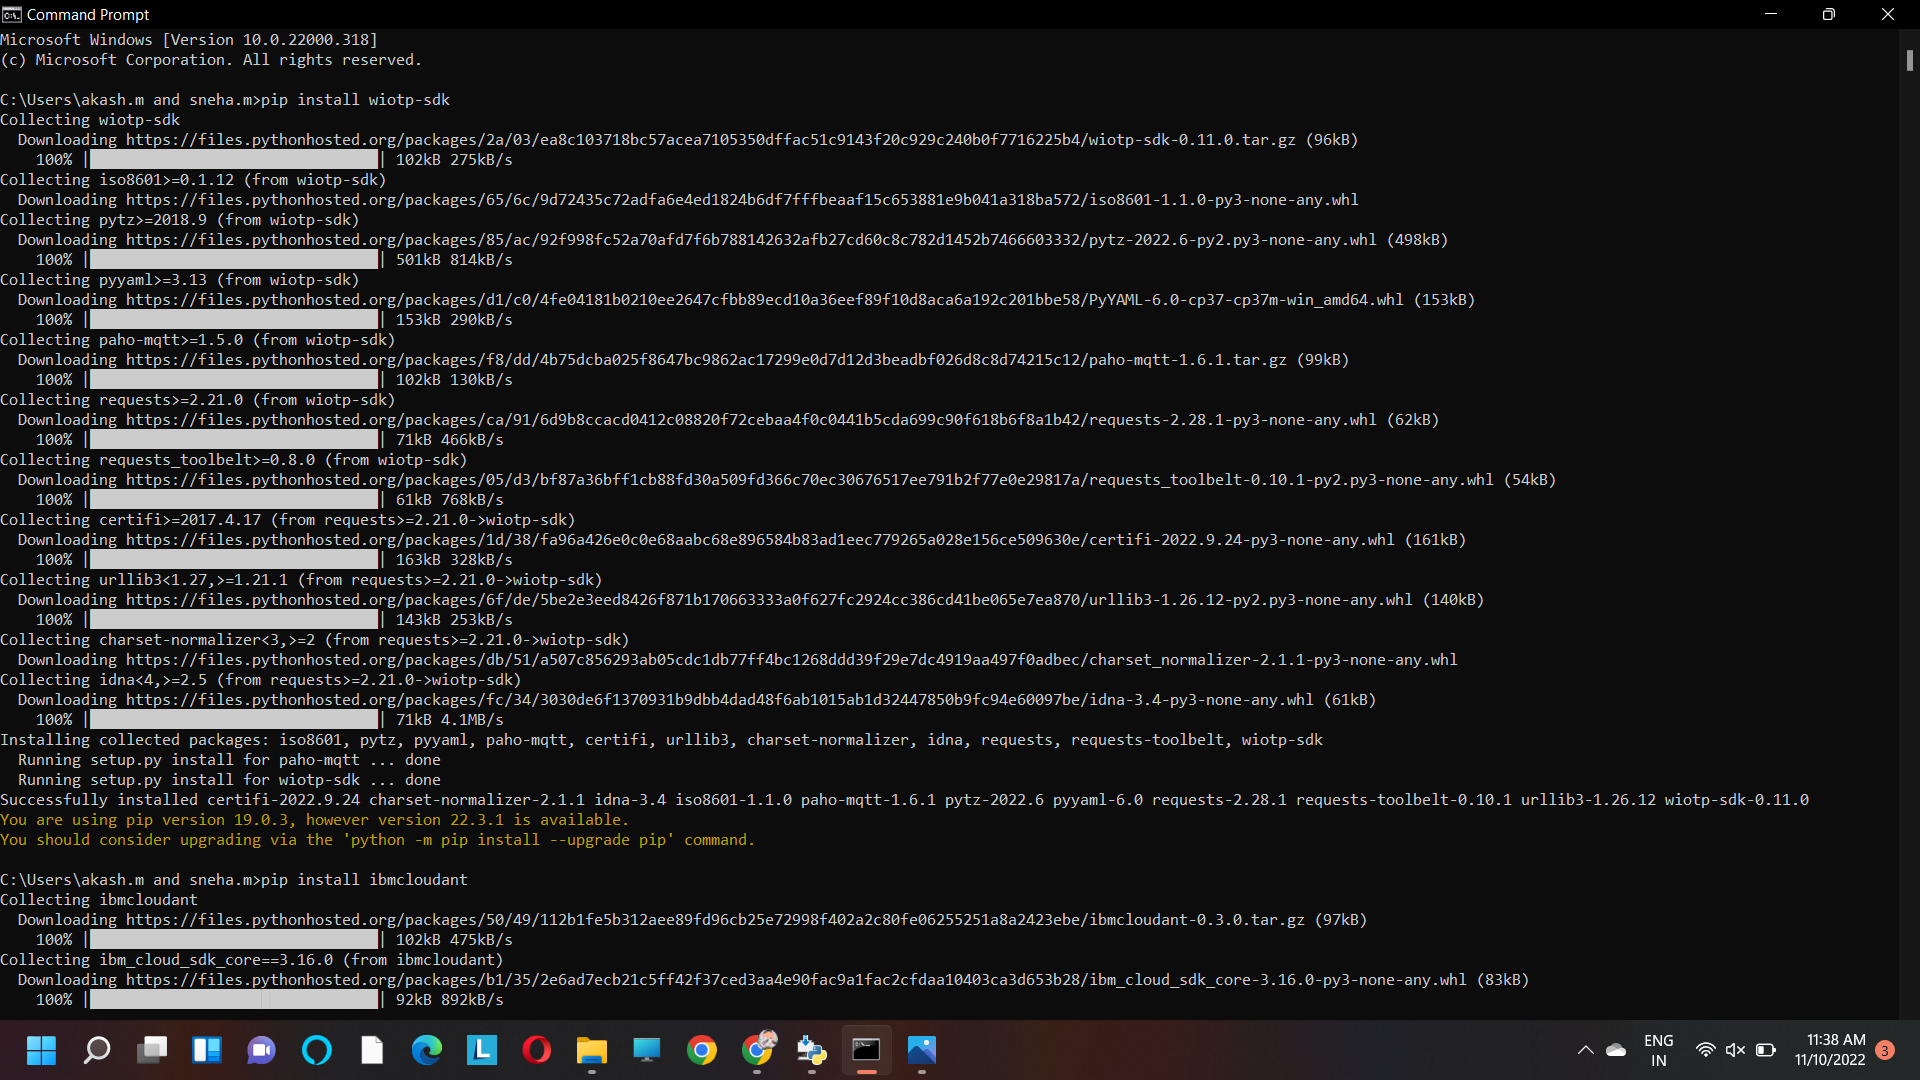 Command Prompt
Microsoft Windows [Version 10.0.22000.318]
(c) Microsoft Corporation. All rights reserved.
C:\Users\akash.m and sneha.m>pip install wiotp-sdk
Collecting wiotp-sdk
Downloading https://files.pythonhosted.org/packages/2a/03/ea8c103718bc57acea7105350dffac51c9143f20c929c240b0f7716225b4/wiotp-sdk-0.11.0.tar.gz (96kB)
100% |████████████████████████████████| 102kB 275kB/s
Collecting iso8601>=0.1.12 (from wiotp-sdk)
Downloading https://files.pythonhosted.org/packages/65/6c/9d72435c72adfa6e4ed1824b6df7fffbeaaf15c653881e9b041a318ba572/iso8601-1.1.0-py3-none-any.whl
Collecting pytz>=2018.9 (from wiotp-sdk)
Downloading https://files.pythonhosted.org/packages/85/ac/92f998fc52a70afd7f6b788142632afb27cd60c8c782d1452b7466603332/pytz-2022.6-py2.py3-none-any.whl (498kB)
100% |████████████████████████████████| 501kB 814kB/s
Collecting pyyaml>=3.13 (from wiotp-sdk)
Downloading https://files.pythonhosted.org/packages/d1/c0/4fe04181b0210ee2647cfbb89ecd10a36eef89f10d8aca6a192c201bbe58/PyYAML-6.0-cp37-cp37m-win_amd64.whl (153kB)
100% |████████████████████████████████| 153kB 290kB/s
Collecting paho-mqtt>=1.5.0 (from wiotp-sdk)
Downloading https://files.pythonhosted.org/packages/f8/dd/4b75dcba025f8647bc9862ac17299e0d7d12d3beadbf026d8c8d74215c12/paho-mqtt-1.6.1.tar.gz (99kB)
100% |████████████████████████████████| 102kB 130kB/s
Collecting requests>=2.21.0 (from wiotp-sdk)
Downloading https://files.pythonhosted.org/packages/ca/91/6d9b8ccacd0412c08820f72cebaa4f0c0441b5cda699c90f618b6f8a1b42/requests-2.28.1-py3-none-any.whl (62kB)
100% |████████████████████████████████| 71kB 466kB/s
Collecting requests_toolbelt>=0.8.0 (from wiotp-sdk)
Downloading https://files.pythonhosted.org/packages/05/d3/bf87a36bff1cb88fd30a509fd366c70ec30676517ee791b2f77e0e29817a/requests_toolbelt-0.10.1-py2.py3-none-any.whl (54kB)
100% |████████████████████████████████| 61kB 768kB/s
Collecting certifi>=2017.4.17 (from requests>=2.21.0->wiotp-sdk)
Downloading https://files.pythonhosted.org/packages/1d/38/fa96a426e0c0e68aabc68e896584b83ad1eec779265a028e156ce509630e/certifi-2022.9.24-py3-none-any.whl (161kB)
100% |████████████████████████████████| 163kB 328kB/s
Collecting urllib3<1.27,>=1.21.1 (from requests>=2.21.0->wiotp-sdk)
Downloading https://files.pythonhosted.org/packages/6f/de/5be2e3eed8426f871b170663333a0f627fc2924cc386cd41be065e7ea870/urllib3-1.26.12-py2.py3-none-any.whl (140kB)
100% |████████████████████████████████| 143kB 253kB/s
Collecting charset-normalizer<3,>=2 (from requests>=2.21.0->wiotp-sdk)
Downloading https://files.pythonhosted.org/packages/db/51/a507c856293ab05cdc1db77ff4bc1268ddd39f29e7dc4919aa497f0adbec/charset_normalizer-2.1.1-py3-none-any.whl
Collecting idna<4,>=2.5 (from requests>=2.21.0->wiotp-sdk)
Downloading https://files.pythonhosted.org/packages/fc/34/3030de6f1370931b9dbb4dad48f6ab1015ab1d32447850b9fc94e60097be/idna-3.4-py3-none-any.whl (61kB)
100% |████████████████████████████████| 71kB 4.1MB/s
Installing collected packages: iso8601, pytz, pyyaml, paho-mqtt, certifi, urllib3, charset-normalizer, idna, requests, requests-toolbelt, wiotp-sdk
Running setup.py install for paho-mqtt ... done
Running setup.py install for wiotp-sdk ... done
Successfully installed certifi-2022.9.24 charset-normalizer-2.1.1 idna-3.4 iso8601-1.1.0 paho-mqtt-1.6.1 pytz-2022.6 pyyaml-6.0 requests-2.28.1 requests-toolbelt-0.10.1 urllib3-1.26.12 wiotp-sdk-0.11.0
You are using pip version 19.0.3, however version 22.3.1 is available.
You should consider upgrading via the 'python -m pip install --upgrade pip' command.
C:\Users\akash.m and sneha.m>pip install ibmcloudant
Collecting ibmcloudant
Downloading https://files.pythonhosted.org/packages/50/49/112b1fe5b312aee89fd96cb25e72998f402a2c80fe06255251a8a2423ebe/ibmcloudant-0.3.0.tar.gz (97kB)
100% |████████████████████████████████| 102kB 475kB/s
Collecting ibm_cloud_sdk_core==3.16.0 (from ibmcloudant)
Downloading https://files.pythonhosted.org/packages/b1/35/2e6ad7ecb21c5ff42f37ced3aa4e90fac9a1fac2cfdaa10403ca3d653b28/ibm_cloud_sdk_core-3.16.0-py3-none-any.whl (83kB)
100% |████████████████████████████████| 92kB 892kB/s
L
ENG
IN
11:38 AM
11/10/2022
3